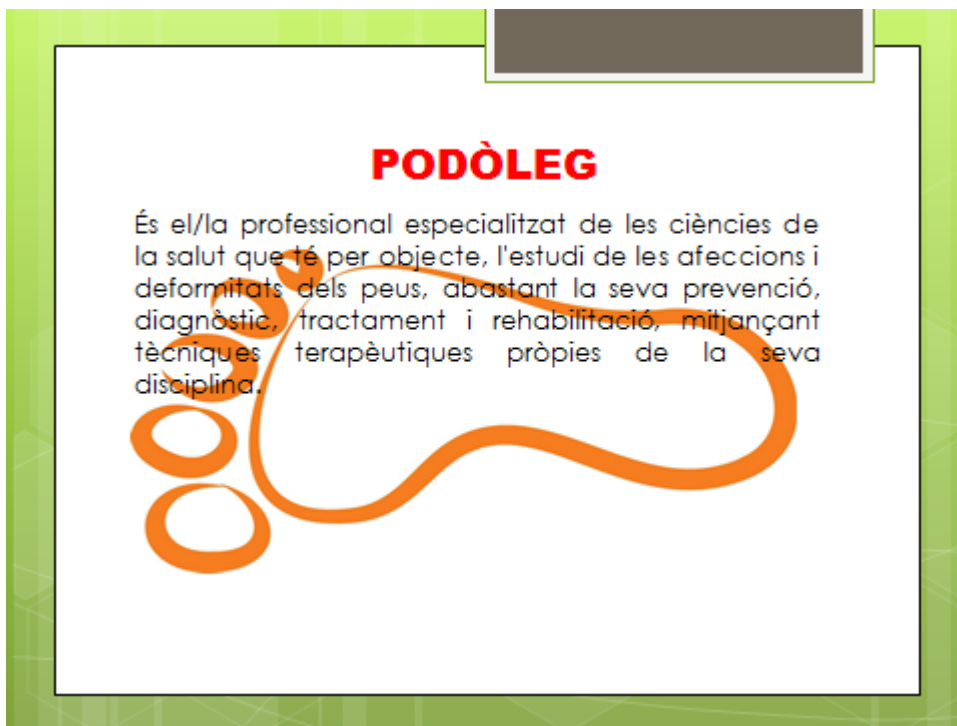 PODÒLEG
És el/la professional especialitzat de les ciències de
la salut que té per objecte, l'estudi de les afeccions i
deformitats dels peus, abastant la seva prevenció,
diagnòstic, tractament i rehabilitació, mitjançant
tècniques terapèutiques pròpies de la seva
disciplina.